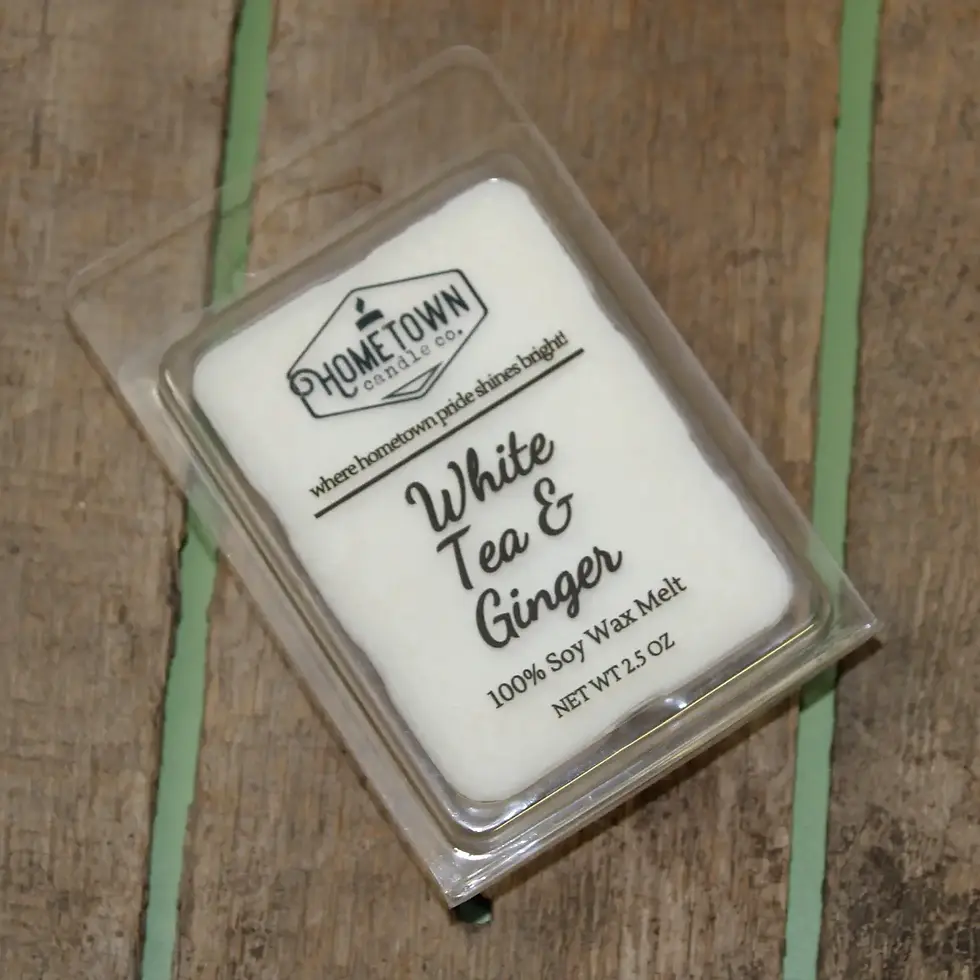 HOMETOWN
candle co.
where hometown pride shines bright!
White
Tea &
Ginger
100% Soy Wax Melt
NET WT 2.5 OZ